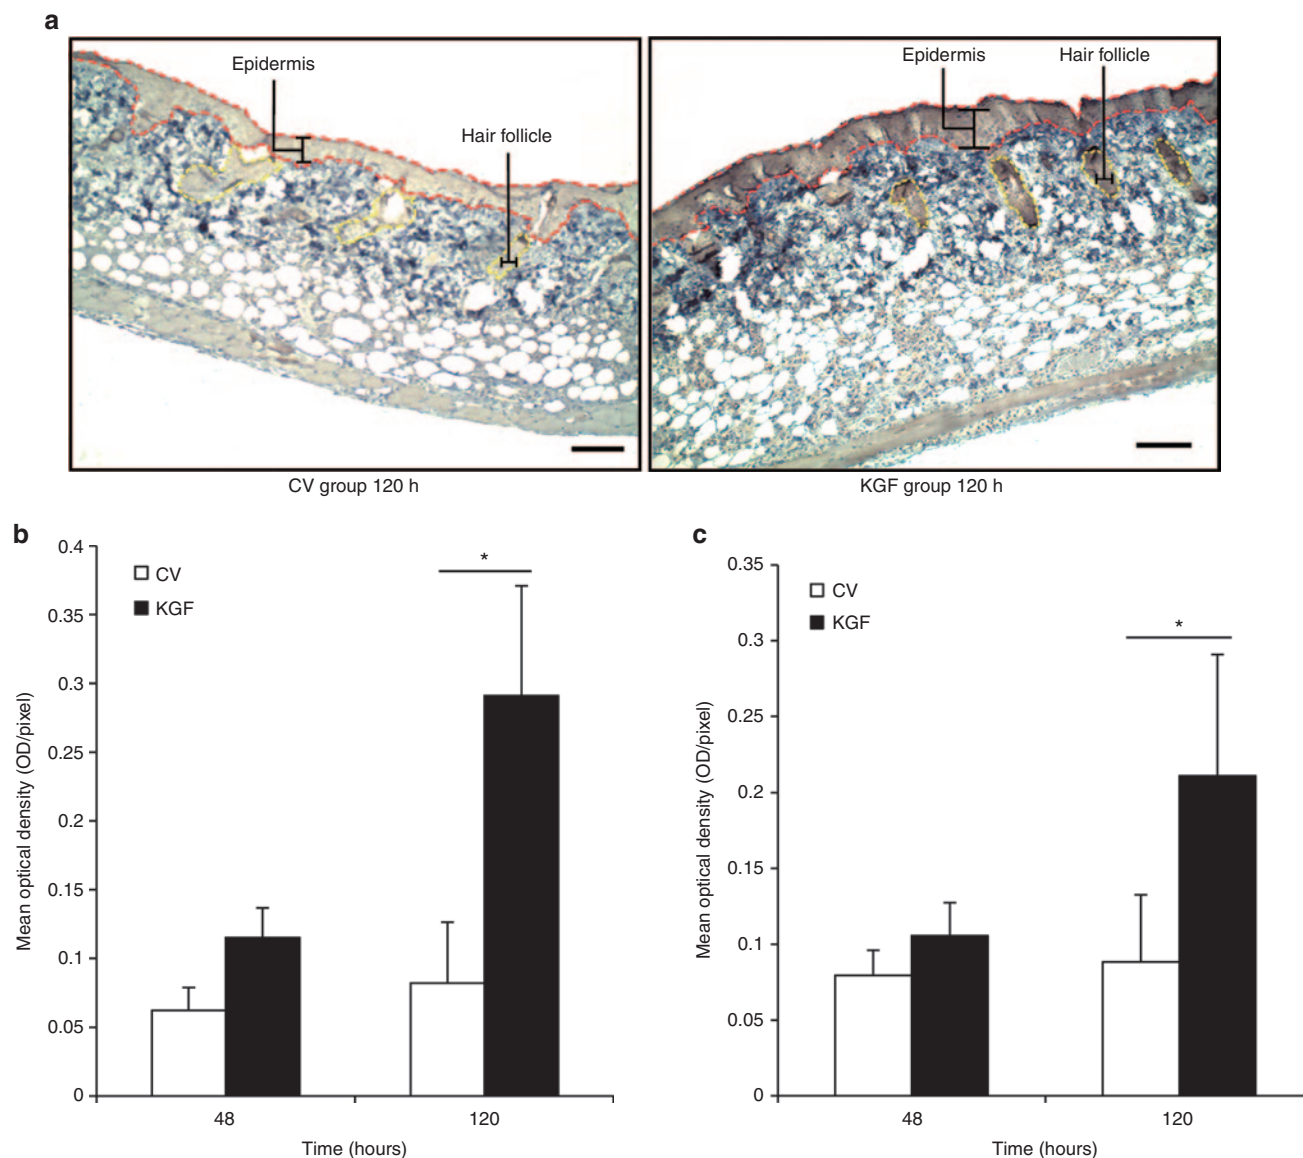 a
Epidermis
Hair follicle
Epidermis
Hair follicle
CV group 120 h
KGF group 120 h
b
0.4
0.35
0.3
0.25
0.2
0.15
0.1
0.05
0
Mean optical density (OD/pixel)
CV
KGF
*
48
120
Time (hours)
c
0.35
0.3
0.25
0.2
0.15
0.1
0.05
0
Mean optical density (OD/pixel)
CV
KGF
*
48
120
Time (hours)